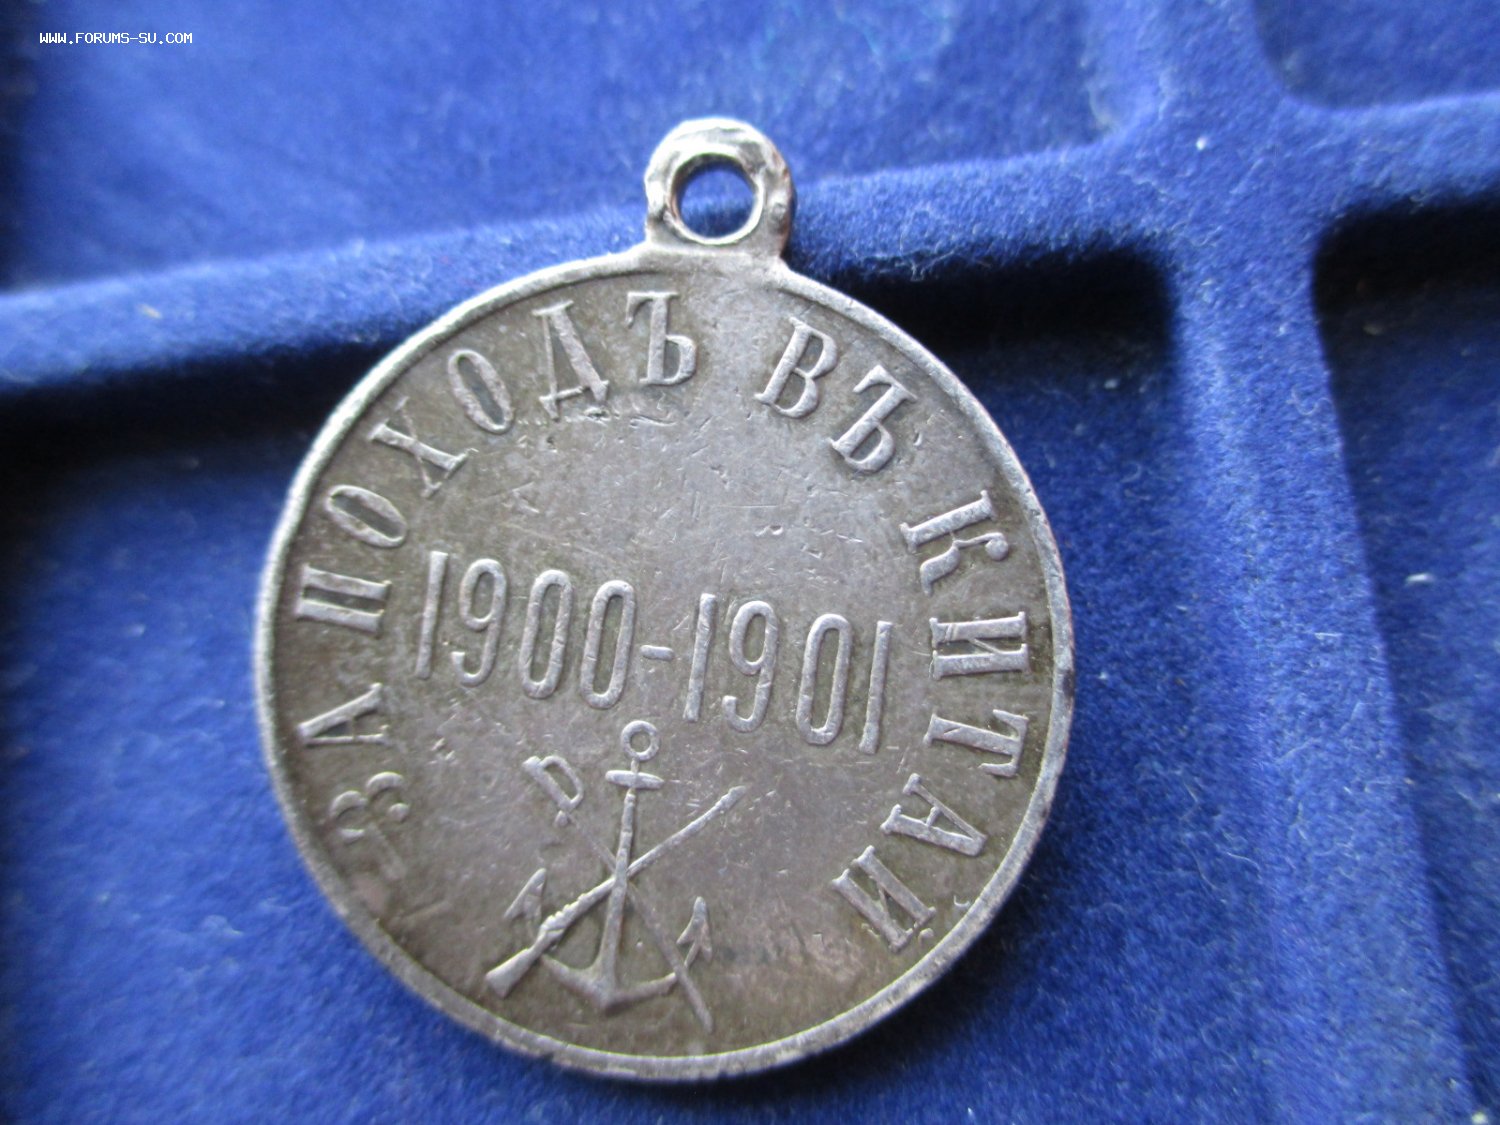 WWW.FORUMS-SU.COM
ЗА ПОХОДЪ ВЪ КИТАЙ
1900-1901